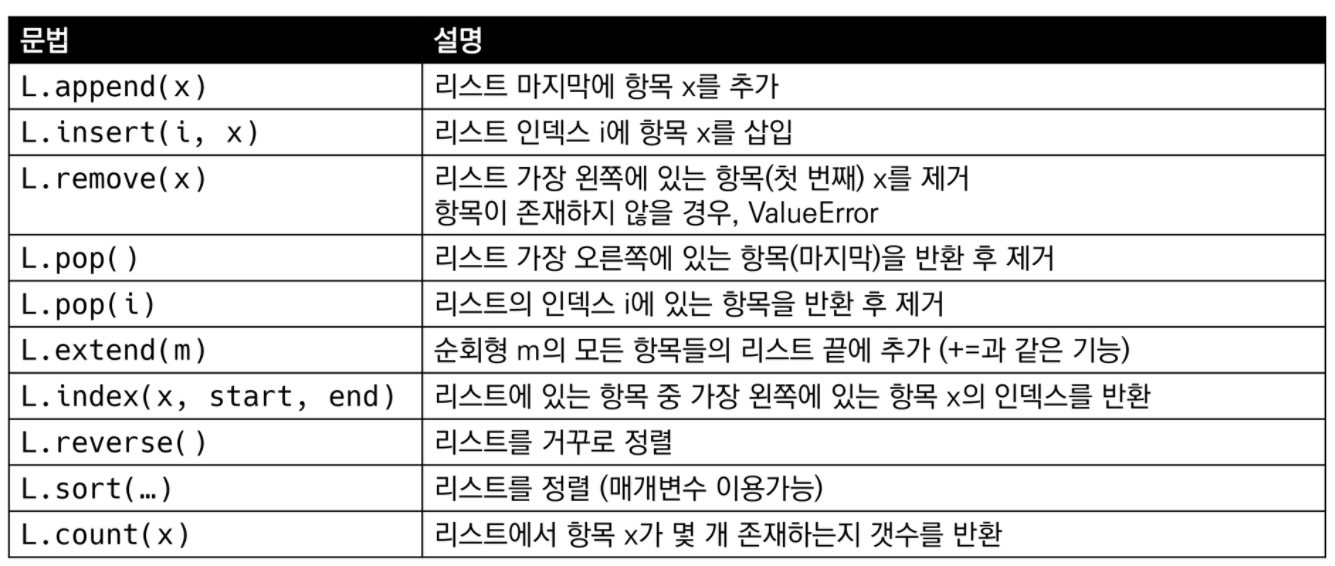 문법 설명
L.append(x) 리스트 마지막에 항목 x를 추가
L.insert(i, x) 리스트 인덱스 i에 항목 x를 삽입
L.remove(x) 리스트 가장 왼쪽에 있는 항목(첫 번째) x를 제거
항목이 존재하지 않을 경우, ValueError
L.pop() 리스트 가장 오른쪽에 있는 항목(마지막)을 반환 후 제거
L.pop(i) 리스트의 인덱스 i에 있는 항목을 반환 후 제거
L.extend(m) 순회형 m의 모든 항목들의 리스트 끝에 추가 (+=과 같은 기능)
L.index(x, start, end) 리스트에 있는 항목 중 가장 왼쪽에 있는 항목 x의 인덱스를 반환
L.reverse() 리스트를 거꾸로 정렬
L.sort(…) 리스트를 정렬 (매개변수 이용가능)
L.count(x) 리스트에서 항목 x가 몇 개 존재하는지 갯수를 반환